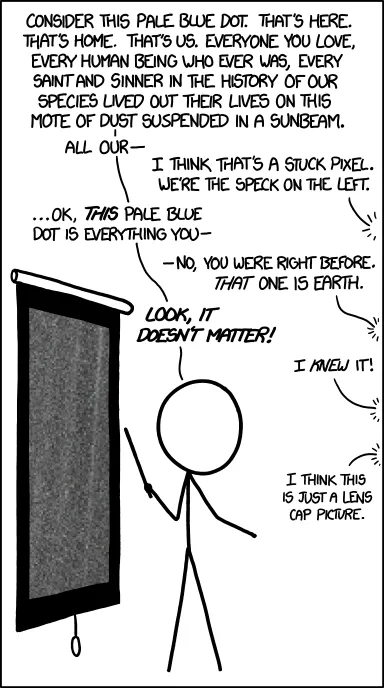 CONSIDER THIS PALE BLUE DOT. THAT'S HERE.
THAT'S HOME. THAT'S US. EVERYONE YOU LOVE,
EVERY HUMAN BEING WHO EVER WAS, EVERY
SAINT AND SINNER IN THE HISTORY OF OUR
SPECIES LIVED OUT THEIR LIVES ON THIS
MOTE OF DUST SUSPENDED IN A SUNBEAM.
ALL OUR—
I THINK THAT'S A STUCK PIXEL.
WE'RE THE SPECK ON THE LEFT.
...OK, THIS PALE BLUE
DOT IS EVERYTHING YOU—
—NO, YOU WERE RIGHT BEFORE.
THAT ONE IS EARTH.
LOOK, IT
DOESN'T MATTER!
I KNEW IT!
I THINK THIS
IS JUST A LENS
CAP PICTURE.